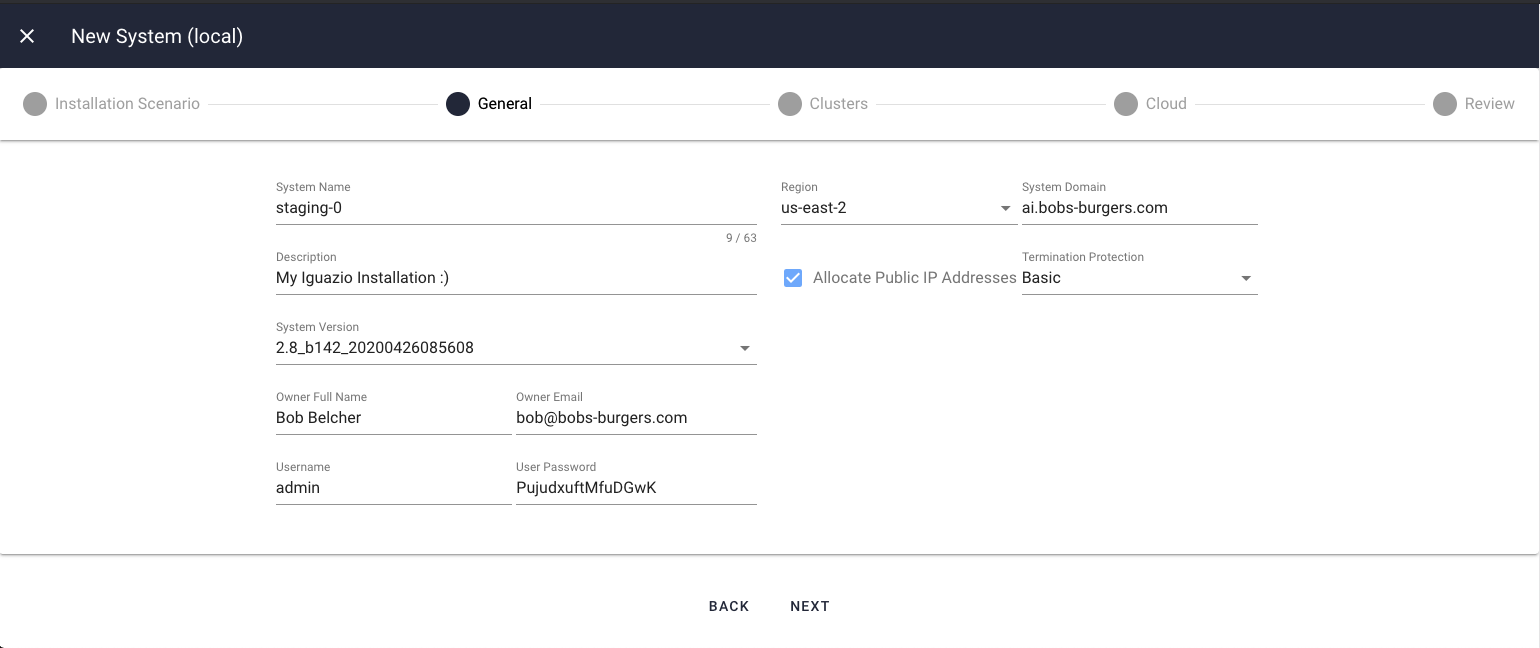 New System (local)
Installation Scenario General Clusters Cloud Review
System Name
staging-0
9 / 63
Description
My Iguazio Installation :)
System Version
2.8_b142_20200426085608
Owner Full Name Owner Email
Bob Belcher bob@bobs-burgers.com
Username User Password
admin PujudxuftMfuDGwK
Region System Domain
us-east-2 ai.bobs-burgers.com
Allocate Public IP Addresses
Termination Protection
Basic
BACK NEXT